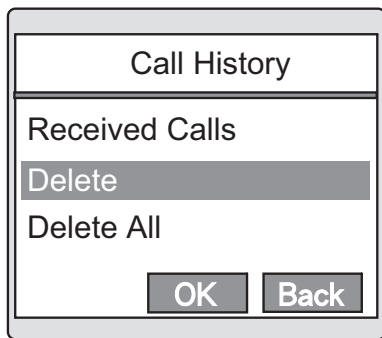 Call History
Received Calls
Delete
Delete All
OK Back